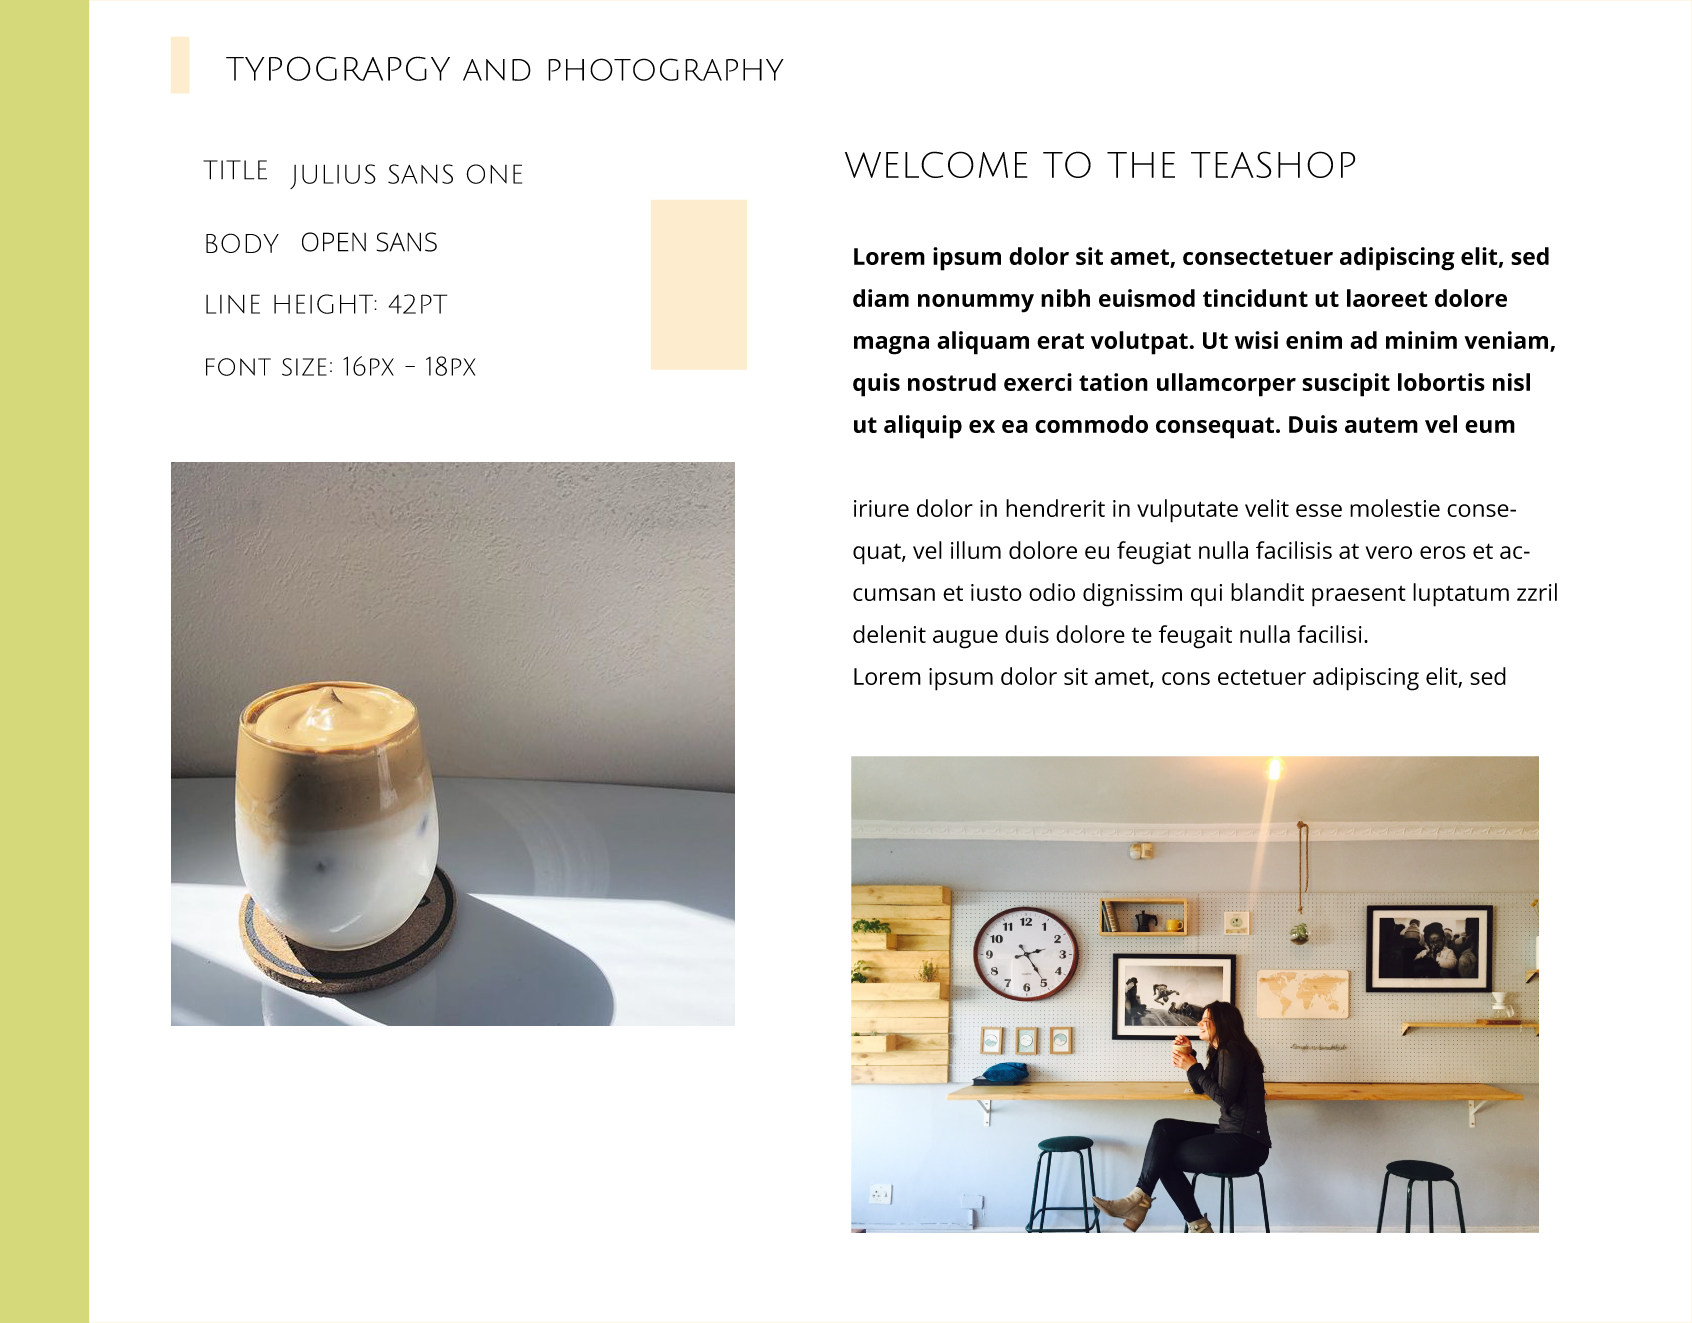 TYPOGRAPGY AND PHOTOGRAPHY
TITLE JULIUS SANS ONE
BODY OPEN SANS
LINE HEIGHT: 42PT
FONT SIZE: 16PX - 18PX
WELCOME TO THE TEASHOP
Lorem ipsum dolor sit amet, consectetuer adipiscing elit, sed
diam nonummy nibh euismod tincidunt ut laoreet dolore
magna aliquam erat volutpat. Ut wisi enim ad minim veniam,
quis nostrud exerci tation ullamcorper suscipit lobortis nisl
ut aliquip ex ea commodo consequat. Duis autem vel eum
iriure dolor in hendrerit in vulputate velit esse molestie conse-
quat, vel illum dolore eu feugiat nulla facilisis at vero eros et ac-
cumsan et iusto odio dignissim qui blandit praesent luptatum zzril
delenit augue duis dolore te feugait nulla facilisi.
Lorem ipsum dolor sit amet, cons ectetuer adipiscing elit, sed
12
11 1
10 2
9 3
8 4
7 5
6